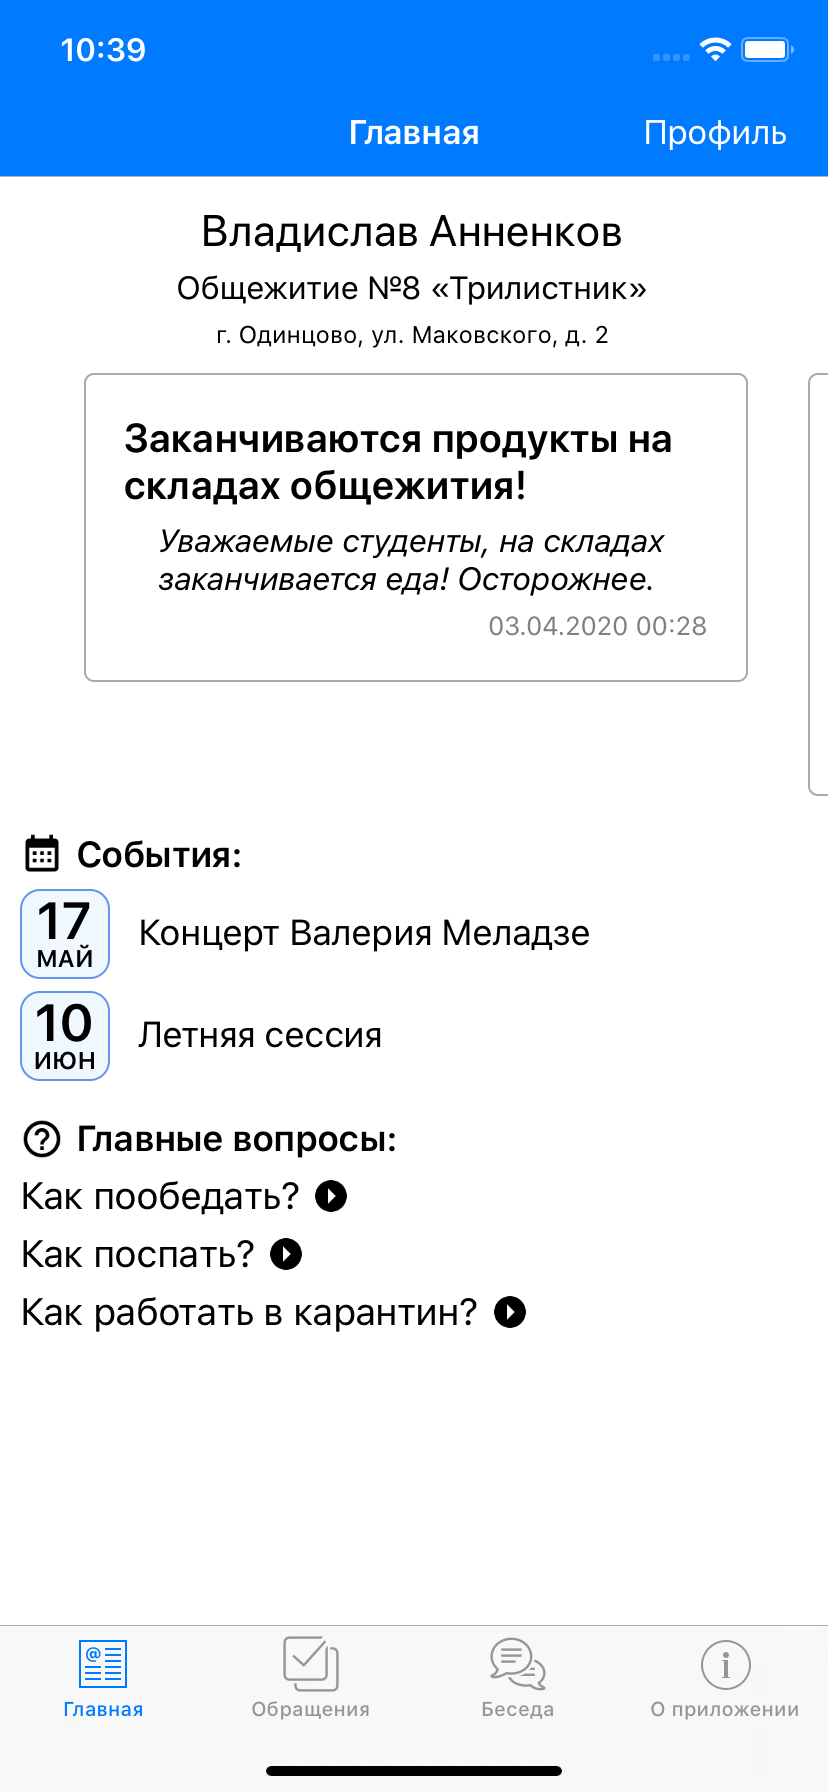 10:39
Главная
Профиль
Владислав Анненков
Общежитие №8 «Трилистник»
г. Одинцово, ул. Маковского, д. 2
Заканчиваются продукты на
складах общежития!
Уважаемые студенты, на складах
заканчивается еда! Осторожнее.
03.04.2020 00:28
События:
17
МАЙ
Концерт Валерия Меладзе
10
ИЮН
Летняя сессия
Главные вопросы:
Как пообедать?
Как поспать?
Как работать в карантин?
Главная
Обращения
Беседа
О приложении